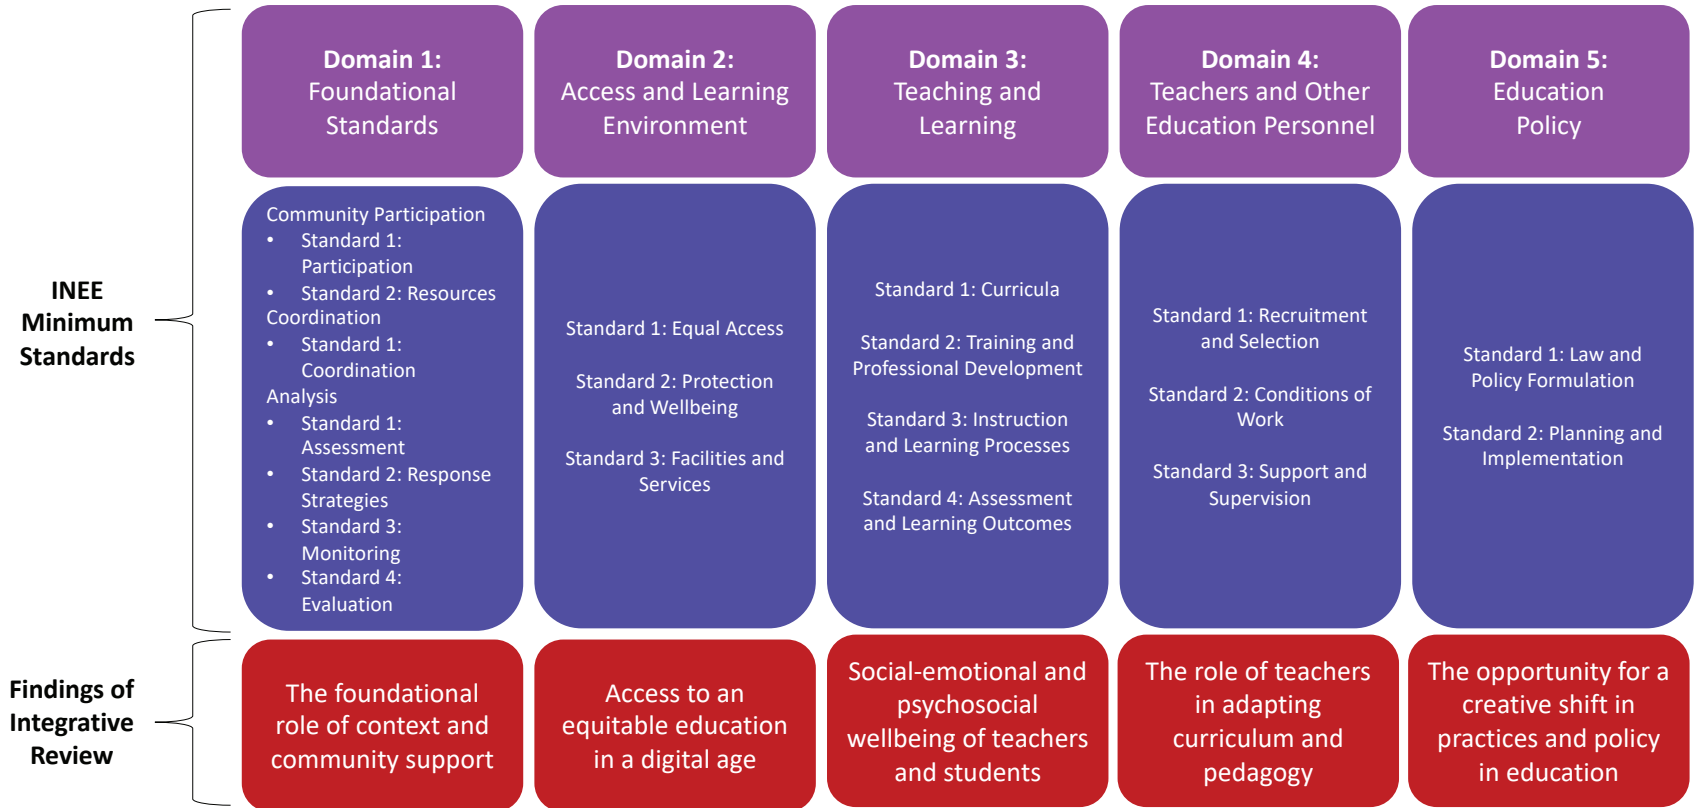 INEE
Minimum
Standards
Domain 1:
Foundational
Standards
Domain 2:
Access and Learning
Environment
Domain 3:
Teaching and
Learning
Domain 4:
Teachers and Other
Education Personnel
Domain 5:
Education
Policy
Community Participation
• Standard 1:
Participation
• Standard 2: Resources
Coordination
• Standard 1:
Coordination
Analysis
• Standard 1:
Assessment
• Standard 2: Response
Strategies
• Standard 3:
Monitoring
• Standard 4:
Evaluation
Standard 1: Equal Access
Standard 2: Protection
and Wellbeing
Standard 3: Facilities and
Services
Standard 1: Curricula
Standard 2: Training and
Professional Development
Standard 3: Instruction
and Learning Processes
Standard 4: Assessment
and Learning Outcomes
Standard 1: Recruitment
and Selection
Standard 2: Conditions of
Work
Standard 3: Support and
Supervision
Standard 1: Law and
Policy Formulation
Standard 2: Planning and
Implementation
Findings of
Integrative
Review
The foundational
role of context and
community support
Access to an
equitable education
in a digital age
Social-emotional and
psychosocial
wellbeing of teachers
and students
The role of teachers
in adapting
curriculum and
pedagogy
The opportunity for a
creative shift in
practices and policy
in education